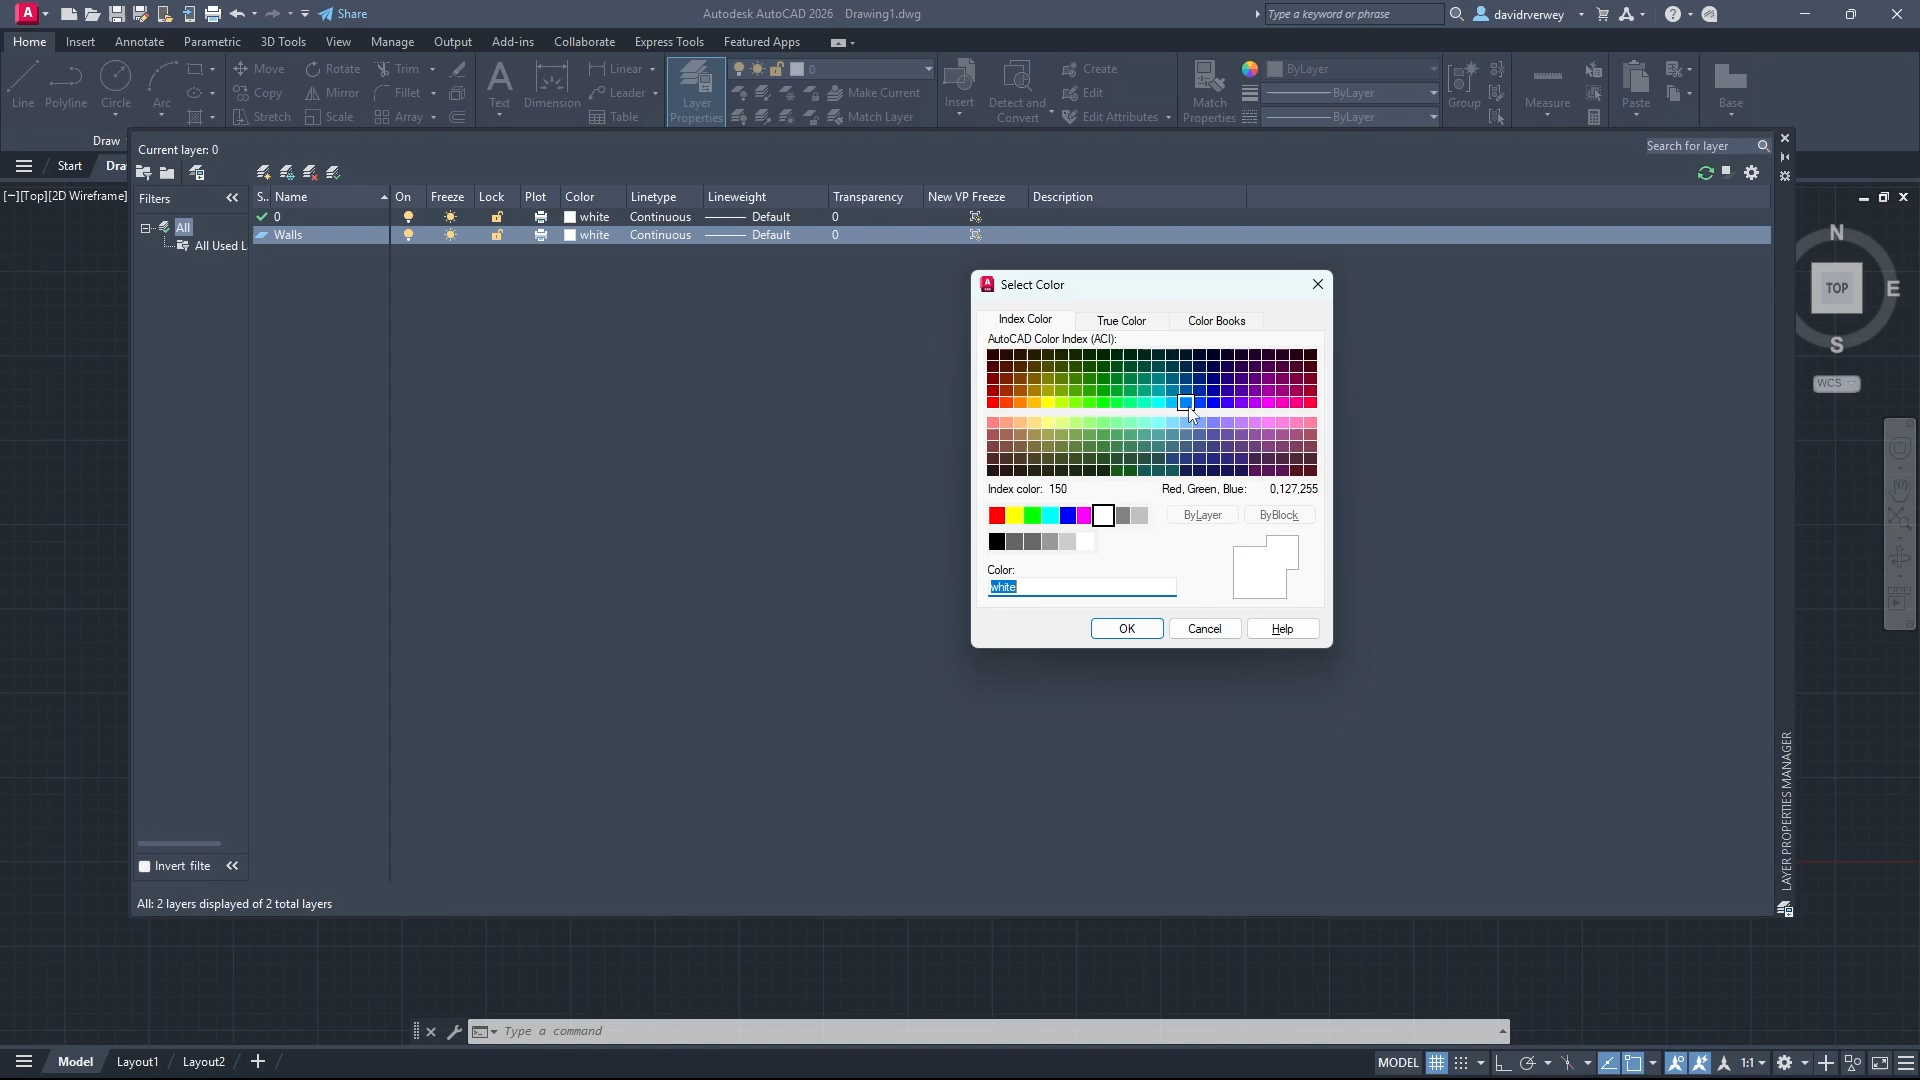 Share
Autodesk AutoCAD 2026 Drawing1.dwg
Type a keyword or phrase
davidrverwey
Home Insert Annotate Parametric 3D Tools View Manage Output Add-ins Collaborate Express Tools Featured Apps
Line Polyline Circle Arc
Move Rotate Trim
Copy Mirror Fillet
Stretch Scale Array
Draw
Text Dimension
Linear
Leader
Table
Layer Properties
0
Make Current
Match Layer
Insert
Detect and Convert
Create
Edit
Edit Attributes
Match Properties
ByLayer
ByLayer
ByLayer
Group
Measure
Paste
Base
Start
Dra
[−][Top][2D Wireframe]
Current layer: 0
Search for layer
Filters
All
All Used L
S.. Name On Freeze Lock Plot Color Linetype Lineweight Transparency New VP Freeze Description
0 white Continuous Default 0
Walls white Continuous Default 0
Select Color
Index Color True Color Color Books
AutoCAD Color Index (ACI):
Index color: 150 Red, Green, Blue: 0,127,255
ByLayer ByBlock
Color:
white
OK Cancel Help
N
TOP
E
S
WCS
LAYER PROPERTIES MANAGER
Invert filte
All: 2 layers displayed of 2 total layers
Type a command
Model Layout1 Layout2
MODEL
1:1